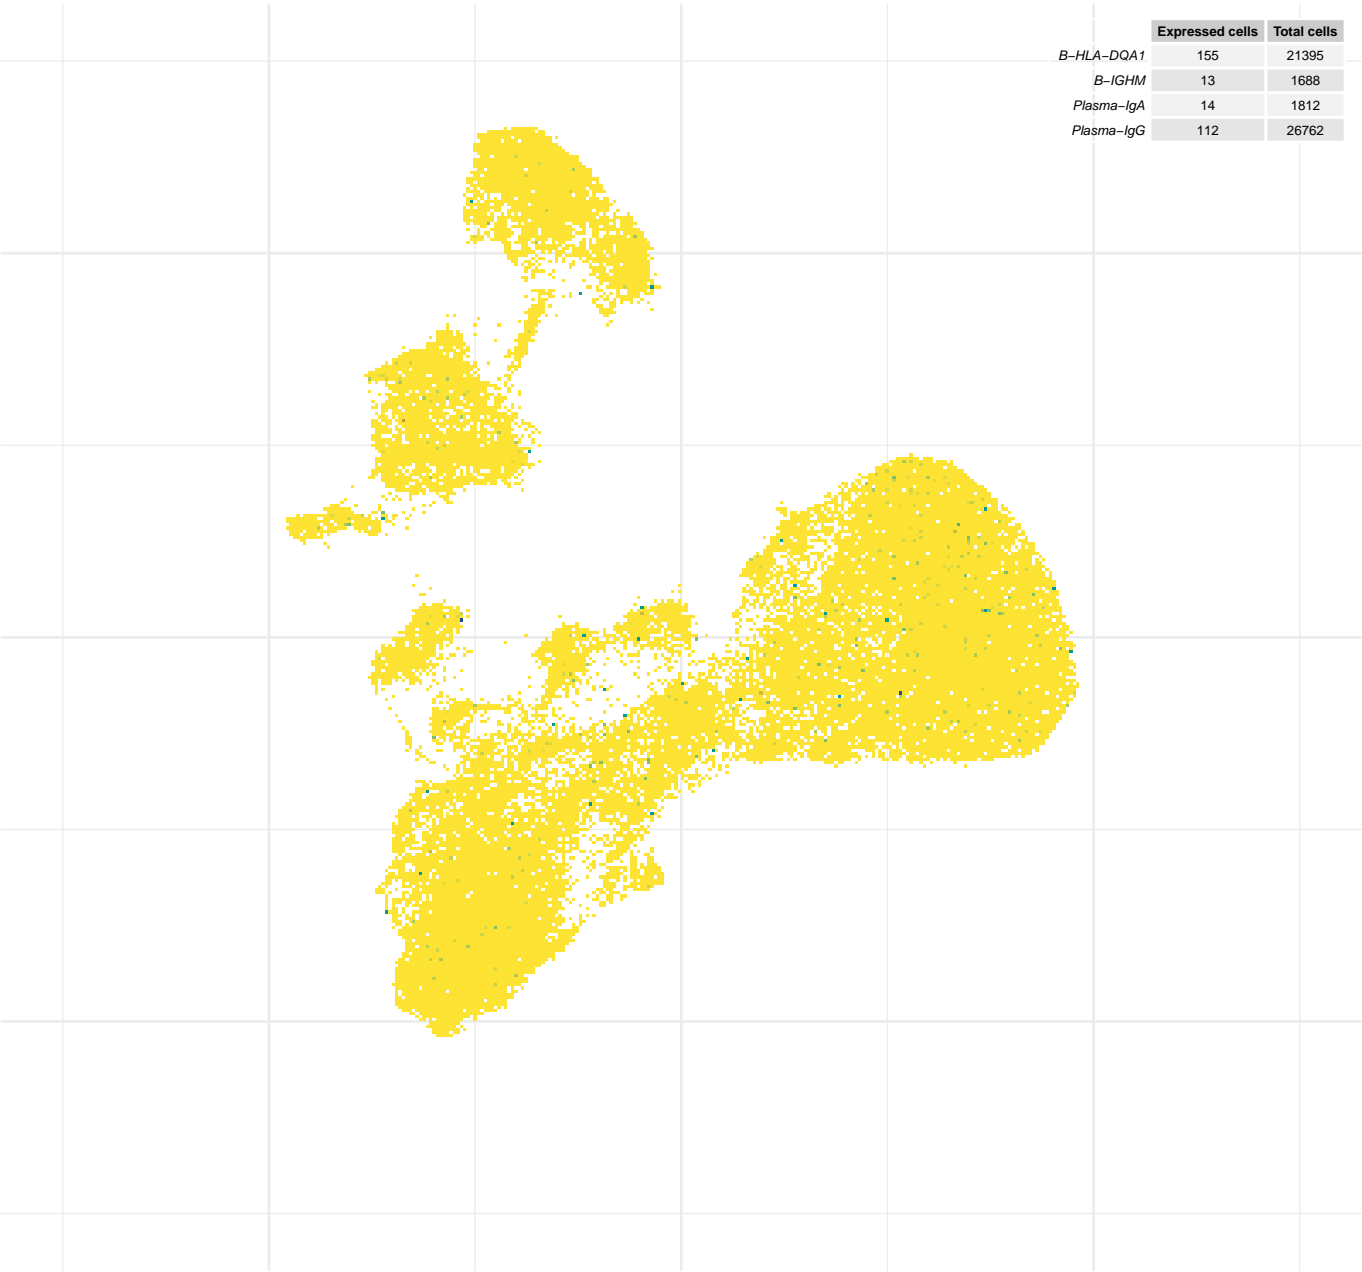 Expressed cells Total cells
B−HLA−DQA1 155 21395
B−IGHM 13 1688
Plasma−IgA 14 1812
Plasma−IgG 112 26762